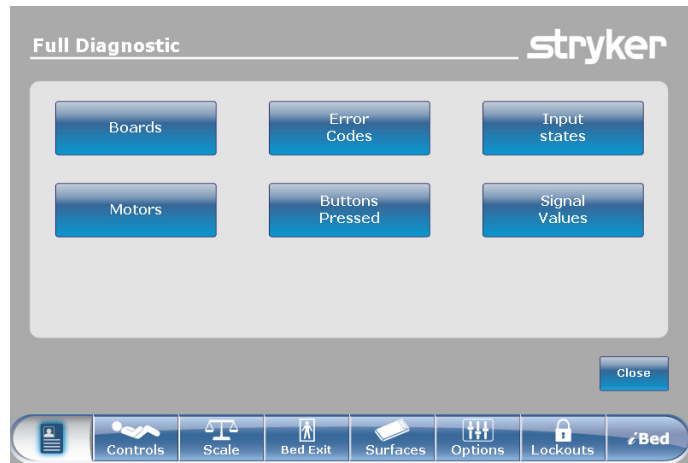 Full Diagnostic
stryker
Boards
Error
Codes
Input
states
Motors
Buttons
Pressed
Signal
Values
Close
Controls
Scale
Bed Exit
Surfaces
Options
Lockouts
iBed